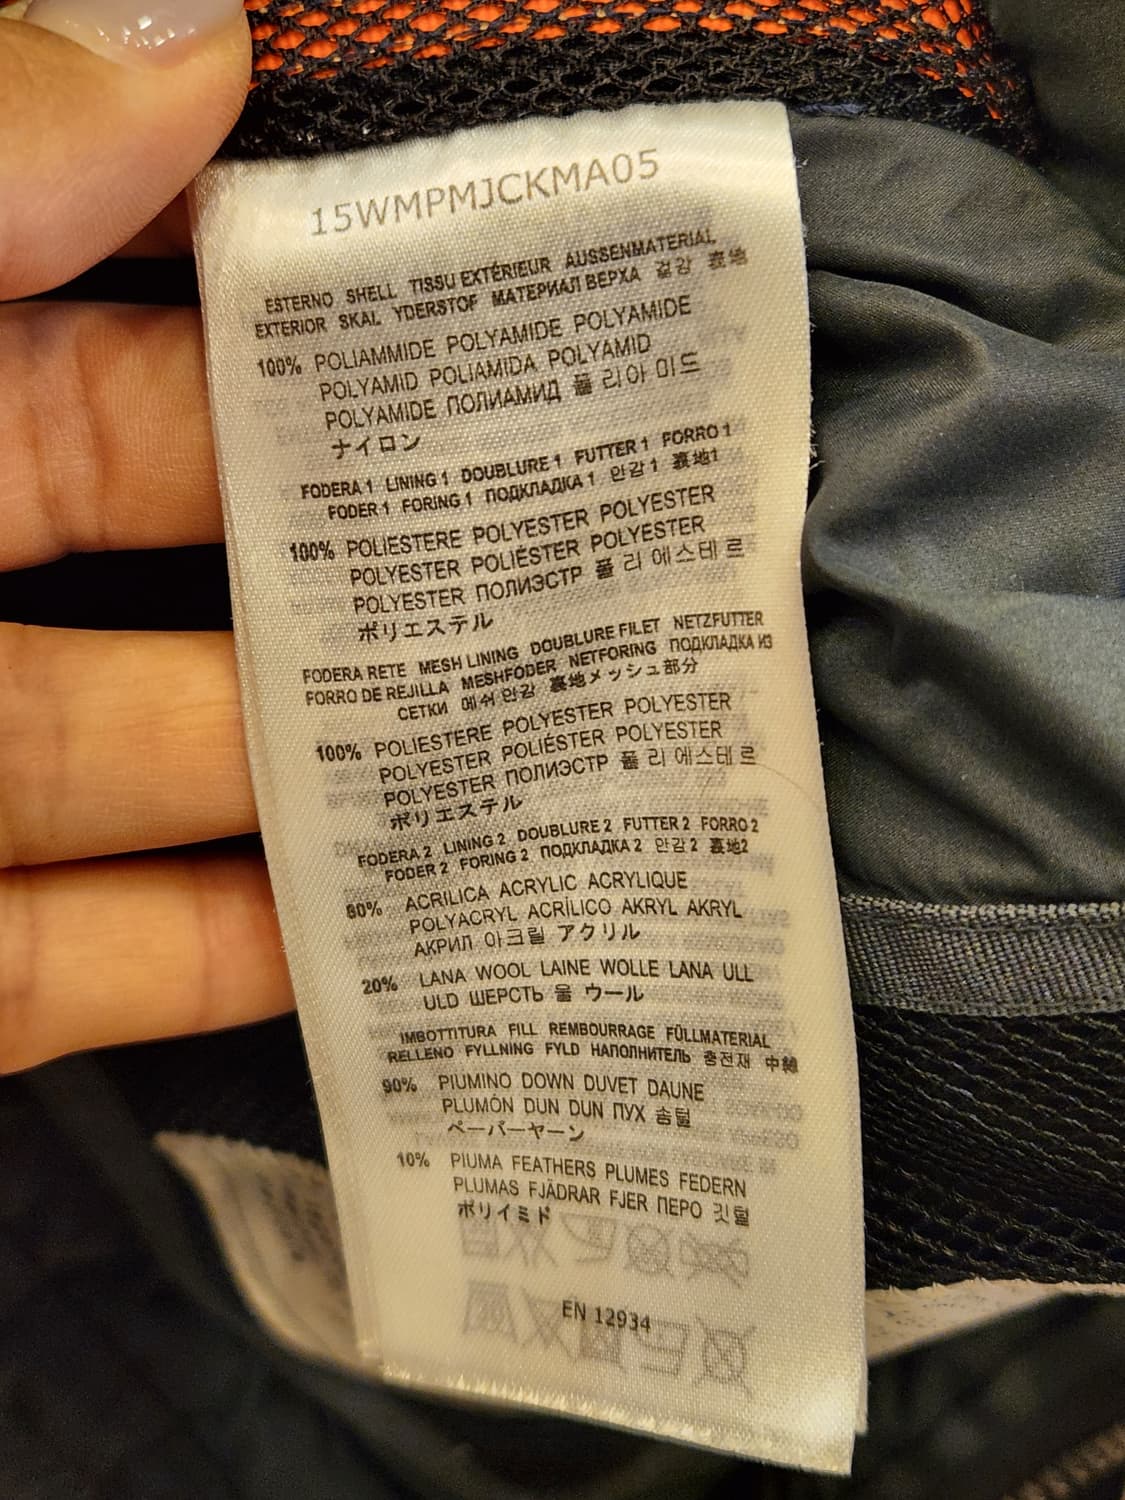 15WMPMJCKMA05
ESTERNO SHELL TISSU EXTÉRIEUR AUSSENMATERIAL
EXTERIOR SKAL YDERSTOF МАТЕРИАЛ ВЕРХА 겉감 表地
100% POLIAMMIDE POLYAMIDE POLYAMIDE
POLYAMID POLIAMIDA POLYAMID
POLYAMIDE ПОЛИАМИД 폴 리아 미드
ナイロン
FODERA 1 LINING 1 DOUBLURE 1 FUTTER 1 FORRO 1
FODER 1 FORING 1 ПОДКЛАДКА 1 안감 1 裏地1
100% POLIESTERE POLYESTER POLYESTER
POLYESTER POLIÉSTER POLYESTER
POLYESTER ПОЛИЭСТР 폴 리 에스테 르
ポリエステル
FODERA RETE MESH LINING DOUBLURE FILET NETZFUTTER
FORRO DE REJILLA MESHFODER NETFORING ПОДКЛАДКА ИЗ
СЕТКИ 메쉬 안감 裏地メッシュ部分
100% POLIESTERE POLYESTER POLYESTER
POLYESTER POLIÉSTER POLYESTER
POLYESTER ПОЛИЭСТР 폴 리 에스테 르
ポリエステル
FODERA 2 LINING 2 DOUBLURE 2 FUTTER 2 FORRO 2
FODER 2 FORING 2 ПОДКЛАДКА 2 안감 2 裏地2
80% ACRILICA ACRYLIC ACRYLIQUE
POLYACRYL ACRÍLICO AKRYL AKRYL
АКРИЛ 아크릴 アクリル
20% LANA WOOL LAINE WOLLE LANA ULL
ULD ШЕРСТЬ 울 ウール
IMBOTTITURA FILL REMBOURRAGE FÜLLMATERIAL
RELLENO FYLLNING FYLD НАПОЛНИТЕЛЬ 충전재 中綿
90% PIUMINO DOWN DUVET DAUNE
PLUMÓN DUN DUN ПУХ 솜털
ペーパーヤーン
10% PIUMA FEATHERS PLUMES FEDERN
PLUMAS FJÄDRAR FJER ПЕРО 깃털
ポリイミド
EN 12934